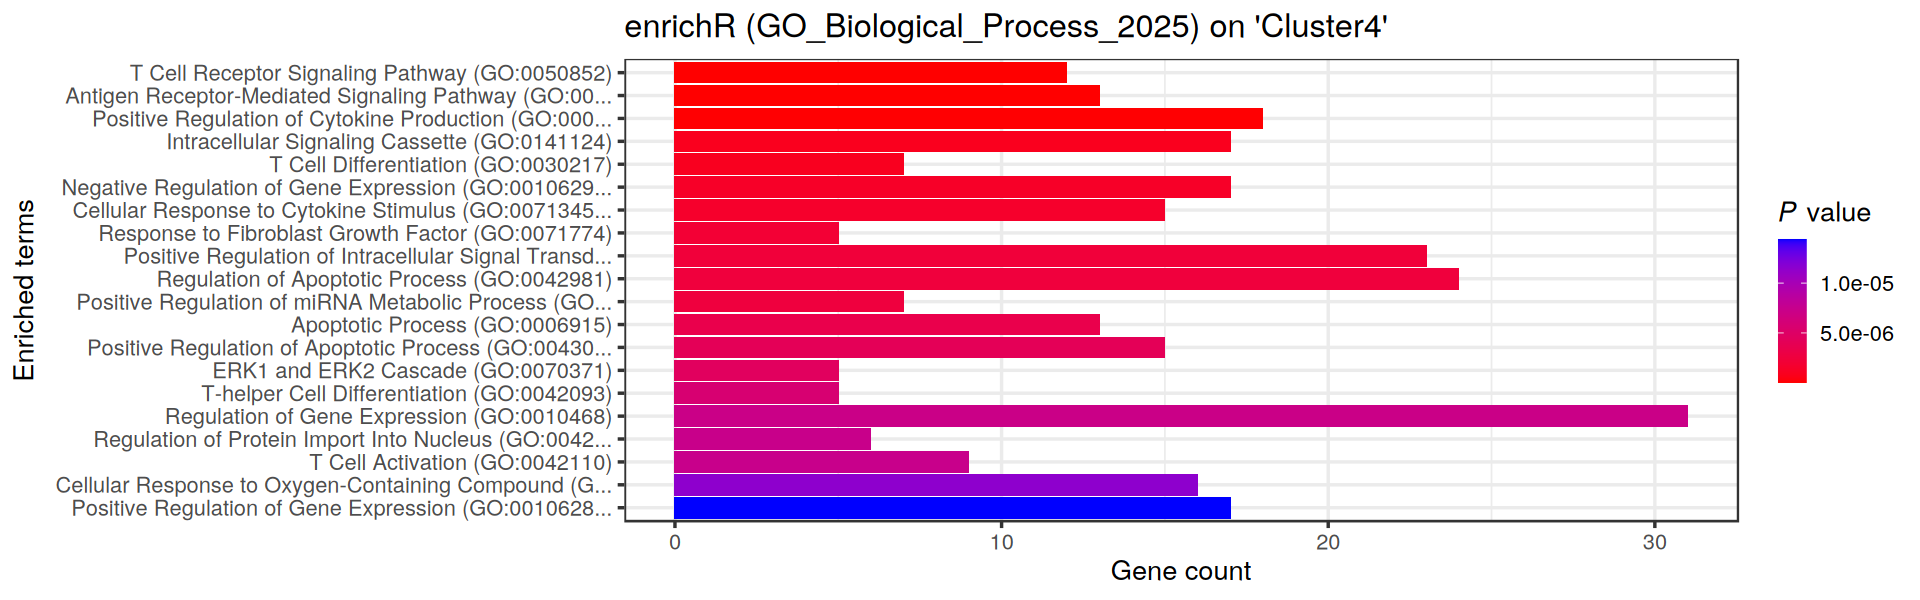 enrichR (GO_Biological_Process_2025) on 'Cluster4'
T Cell Receptor Signaling Pathway (GO:0050852)
Antigen Receptor-Mediated Signaling Pathway (GO:00...
Positive Regulation of Cytokine Production (GO:000...
Intracellular Signaling Cassette (GO:0141124)
T Cell Differentiation (GO:0030217)
Negative Regulation of Gene Expression (GO:0010629...
Cellular Response to Cytokine Stimulus (GO:0071345...
Response to Fibroblast Growth Factor (GO:0071774)
Positive Regulation of Intracellular Signal Transd...
Regulation of Apoptotic Process (GO:0042981)
Positive Regulation of miRNA Metabolic Process (GO...
Apoptotic Process (GO:0006915)
Positive Regulation of Apoptotic Process (GO:00430...
ERK1 and ERK2 Cascade (GO:0070371)
T-helper Cell Differentiation (GO:0042093)
Regulation of Gene Expression (GO:0010468)
Regulation of Protein Import Into Nucleus (GO:0042...
T Cell Activation (GO:0042110)
Cellular Response to Oxygen-Containing Compound (G...
Positive Regulation of Gene Expression (GO:0010628...
Enriched terms
0 10 20 30
Gene count
P value
1.0e-05
5.0e-06